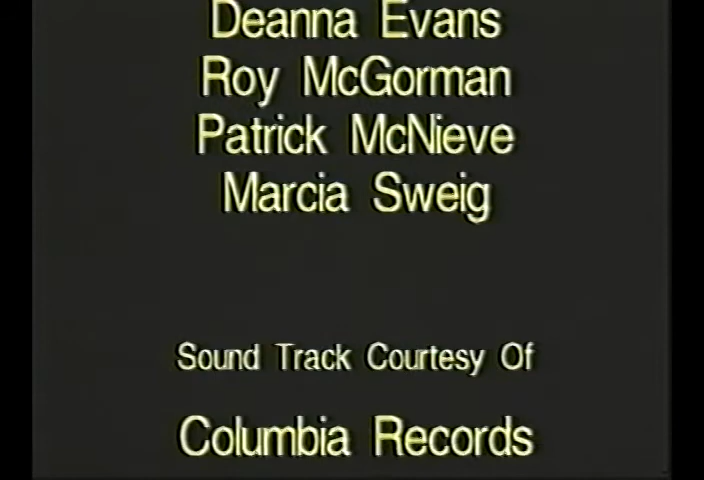 Deanna Evans
Roy McGorman
Patrick McNieve
Marcia Sweig
Sound Track Courtesy Of
Columbia Records